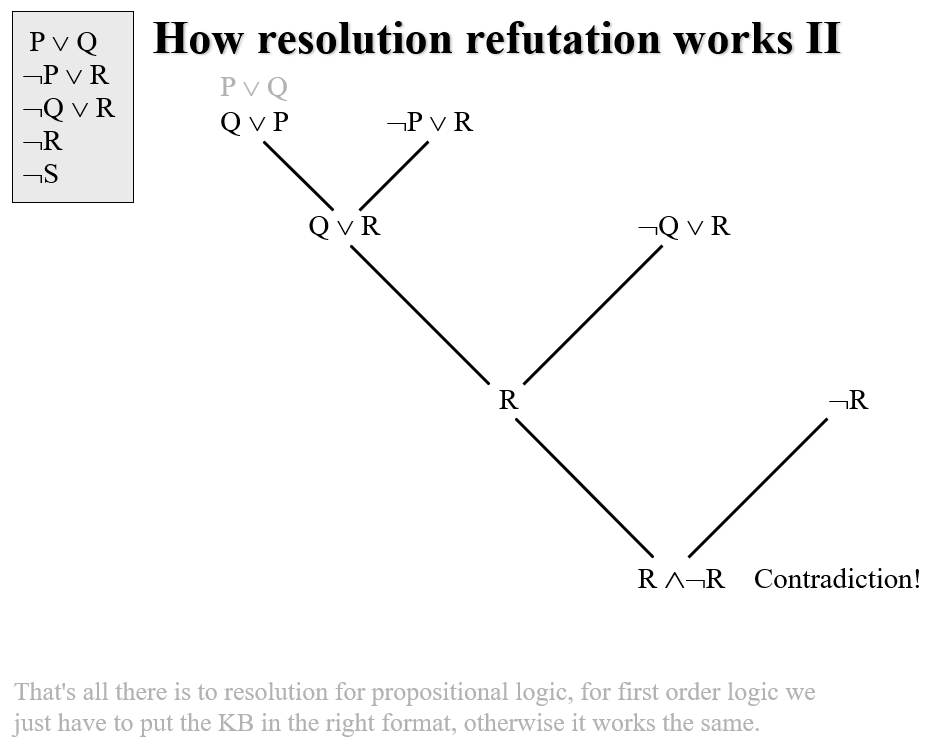 P ∨ Q
¬P ∨ R
¬Q ∨ R
¬R
¬S
How resolution refutation works II
P ∨ Q
Q ∨ P
¬P ∨ R
Q ∨ R
¬Q ∨ R
R
¬R
R ∧¬R
Contradiction!
That's all there is to resolution for propositional logic, for first order logic we
just have to put the KB in the right format, otherwise it works the same.